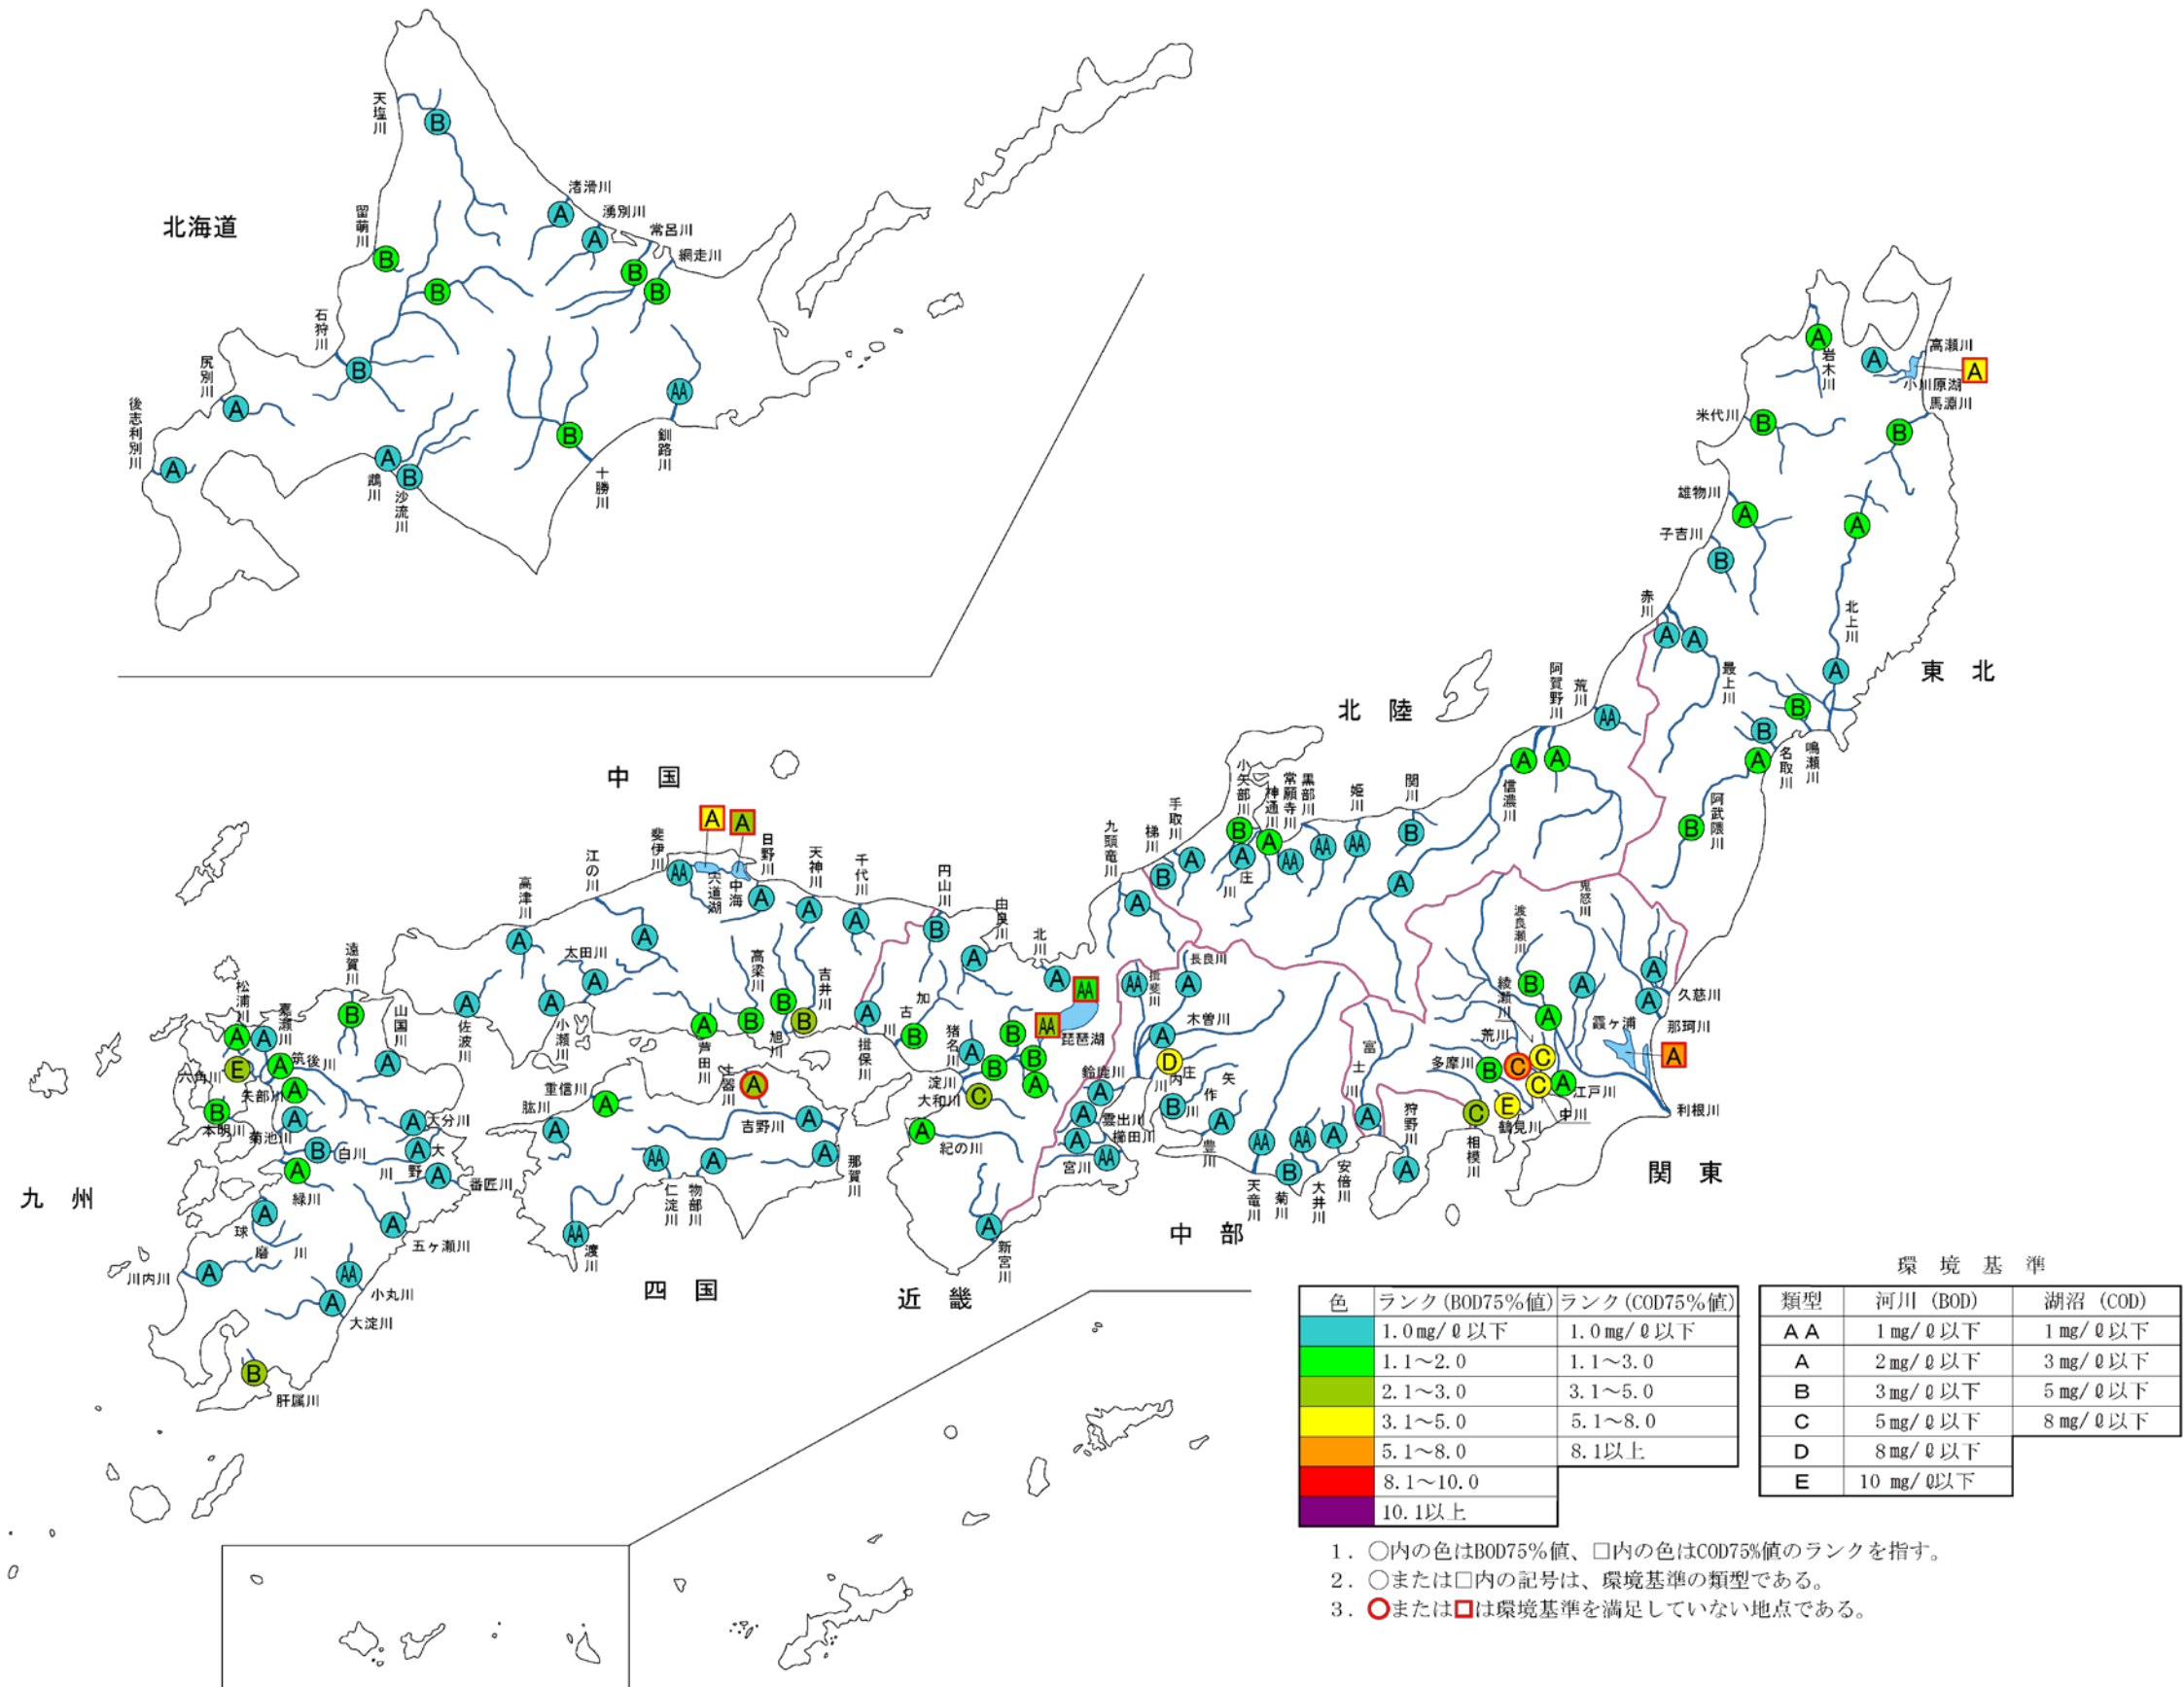 北海道
天塩川
B
渚滑川
A
湧別川
A
常呂川
B
網走川
B
留萌川
B
B
石狩川
B
尻別川
A
後志利別川
A
鵡川
A
沙流川
B
十勝川
B
釧路川
AA
東 北
岩木川
A
高瀬川
A
小川原湖
A
馬淵川
B
米代川
B
雄物川
A
子吉川
B
北上川
A
A
赤川
A
最上川
A
鳴瀬川
B
名取川
B
阿武隈川
A
B
北 陸
荒川
AA
阿賀野川
A
信濃川
A
A
関川
B
姫川
AA
黒部川
AA
常願寺川
AA
神通川
A
庄川
A
小矢部川
B
手取川
A
梯川
B
九頭竜川
A
北川
A
関 東
久慈川
A
那珂川
A
霞ヶ浦
A
利根川
鬼怒川
A
渡良瀬川
B
A
江戸川
A
綾瀬川
C
中川
C
荒川
C
多摩川
B
鶴見川
E
相模川
C
中 部
狩野川
A
富士川
A
安倍川
A
大井川
AA
菊川
B
天竜川
AA
豊川
A
矢作川
B
庄内川
D
木曽川
A
長良川
A
揖斐川
AA
鈴鹿川
A
雲出川
A
櫛田川
A
宮川
AA
近 畿
新宮川
A
紀の川
A
大和川
C
淀川
B
B
B
A
琵琶湖
AA
AA
猪名川
A
加古川
B
揖保川
A
円山川
B
由良川
A
中 国
千代川
A
天神川
A
日野川
A
中海
A
宍道湖
A
斐伊川
AA
江の川
A
高津川
A
吉井川
B
旭川
B
高梁川
B
芦田川
A
太田川
A
小瀬川
A
佐波川
A
四 国
土器川
A
重信川
A
肱川
A
吉野川
A
那賀川
A
物部川
A
仁淀川
AA
渡川
AA
九 州
遠賀川
B
山国川
A
松浦川
A
嘉瀬川
A
筑後川
A
六角川
E
矢部川
A
本明川
B
菊池川
A
白川
B
緑川
A
大分川
A
大野川
A
番匠川
A
五ヶ瀬川
A
球磨川
A
川内川
A
小丸川
AA
大淀川
A
肝属川
B
色 ランク(BOD75%値) ランク(COD75%値)
1.0㎎/ℓ以下 1.0㎎/ℓ以下
1.1~2.0 1.1~3.0
2.1~3.0 3.1~5.0
3.1~5.0 5.1~8.0
5.1~8.0 8.1以上
8.1~10.0
10.1以上
環 境 基 準
類型 河川 (BOD) 湖沼 (COD)
AA 1㎎/ℓ以下 1㎎/ℓ以下
A 2㎎/ℓ以下 3㎎/ℓ以下
B 3㎎/ℓ以下 5㎎/ℓ以下
C 5㎎/ℓ以下 8㎎/ℓ以下
D 8㎎/ℓ以下
E 10 ㎎/ℓ以下
1.○内の色はBOD75%値、□内の色はCOD75%値のランクを指す。
2.○または□内の記号は、環境基準の類型である。
3.○または□は環境基準を満足していない地点である。